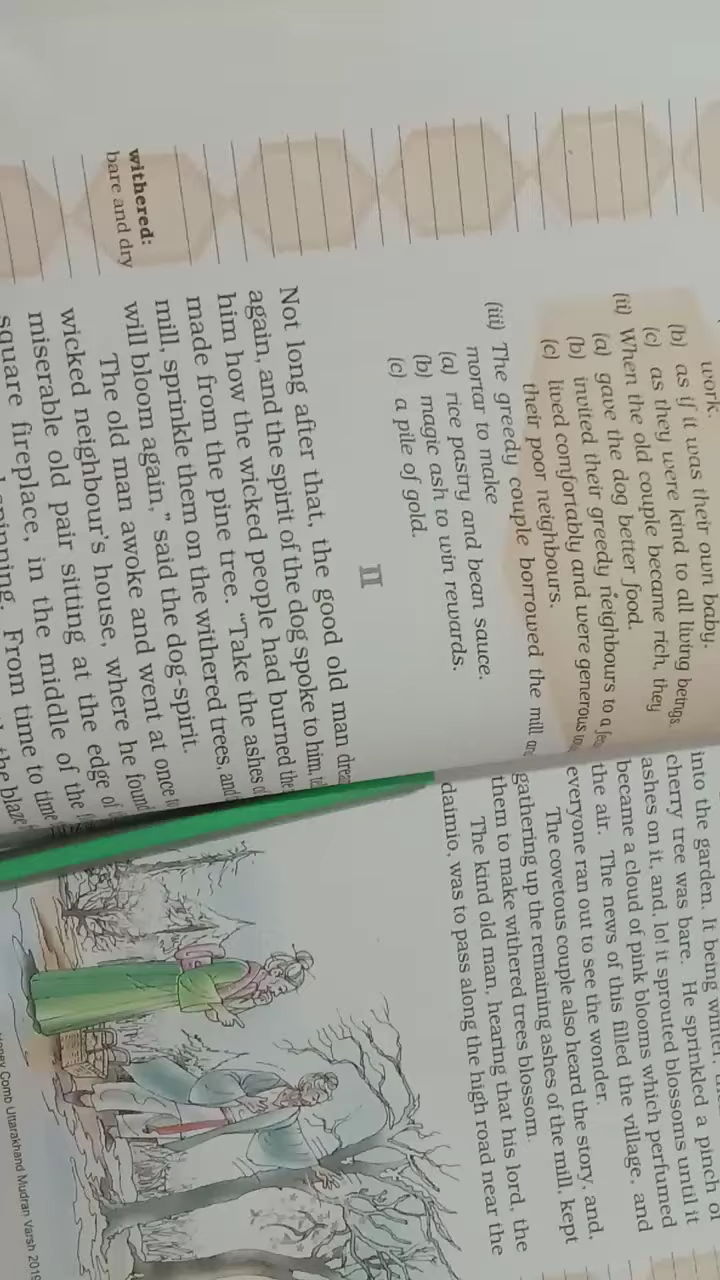 work.
(b) as if it was their own baby.
(c) as they were kind to all living beings.
(ii) When the old couple became rich, they
(a) gave the dog better food.
(b) invited their greedy neighbours to a
(c) lived comfortably and were generous
their poor neighbours.
(iii) The greedy couple borrowed the mill
mortar to make
(a) rice pastry and bean sauce.
(b) magic ash to win rewards.
(c) a pile of gold.
II
Not long after that, the good old man
again, and the spirit of the dog spoke to him,
him how the wicked people had burned the
made from the pine tree. “Take the ashes
mill, sprinkle them on the withered trees, and
will bloom again,” said the dog-spirit.
The old man awoke and went at once
wicked neighbour’s house, where he found
miserable old pair sitting at the edge of
square fireplace, in the middle of the
spinning. From time to time
the blaze
withered:
bare and dry
into the garden. It being winter,
cherry tree was bare. He sprinkled a pinch of
ashes on it, and, lo! it sprouted blossoms until it
became a cloud of pink blooms which perfumed
the air. The news of this filled the village, and
everyone ran out to see the wonder.
The covetous couple also heard the story, and,
gathering up the remaining ashes of the mill, kept
them to make withered trees blossom.
The kind old man, hearing that his lord, the
daimio, was to pass along the high road near the
Comb Uttarakhand Mudran Varsh 2019